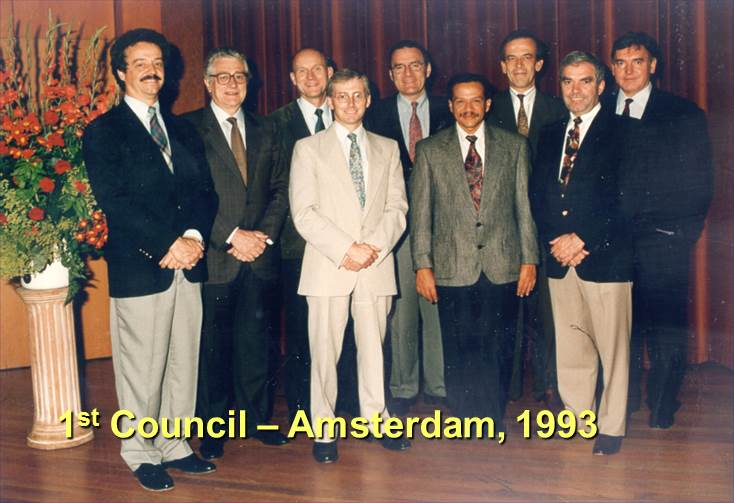 1st Council – Amsterdam, 1993